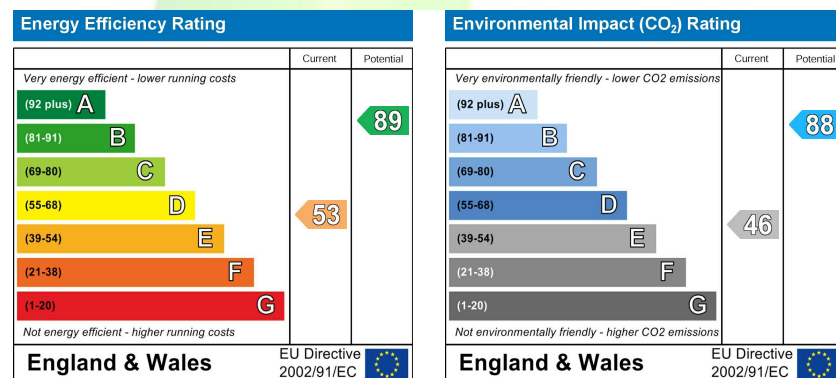 Energy Efficiency Rating
Current Potential
Very energy efficient - lower running costs
(92 plus) A
89
(81-91) B
(69-80) C
(55-68) D
53
(39-54) E
(21-38) F
(1-20) G
Not energy efficient - higher running costs
England & Wales
EU Directive
2002/91/EC
Environmental Impact (CO₂) Rating
Current Potential
Very environmentally friendly - lower CO2 emissions
(92 plus) A
88
(81-91) B
(69-80) C
(55-68) D
46
(39-54) E
(21-38) F
(1-20) G
Not environmentally friendly - higher CO2 emissions
England & Wales
EU Directive
2002/91/EC